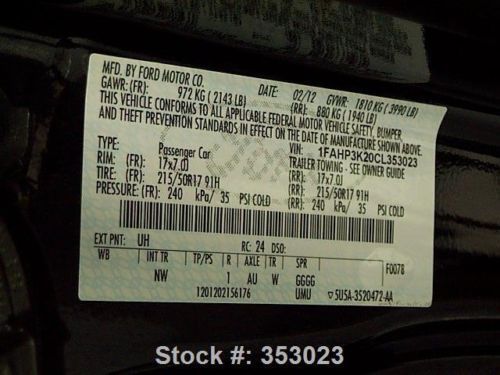 MFD. BY FORD MOTOR CO.
DATE: 02/12 GVWR: 1810 KG (3990 LB)
GAWR: (FR): 972 KG (2143 LB) (RR): 880 KG (1940 LB)
THIS VEHICLE CONFORMS TO ALL APPLICABLE FEDERAL MOTOR VEHICLE SAFETY, BUMPER
AND THEFT PREVENTION STANDARDS IN EFFECT ON THE DATE OF MANUFACTURE SHOWN ABOVE.
VIN: 1FAHP3K20CL353023
TYPE: Passenger Car TRAILER TOWING - SEE OWNER GUIDE
RIM: (FR) 17x7.0J (RR): 17x7.0J
TIRE: (FR) 215/50R17 91H (RR): 215/50R17 91H
PRESSURE: (FR): 240 kPa/ 35 PSI COLD (RR): 240 kPa/ 35 PSI COLD
EXT PNT: UH RC: 24 DSO: F0078
WB INT TR TP/PS R AXLE TR SPR
NW 1 AU W GGGG
1201202156176 UMU ▽5U5A-3520472-AA
Stock #: 353023